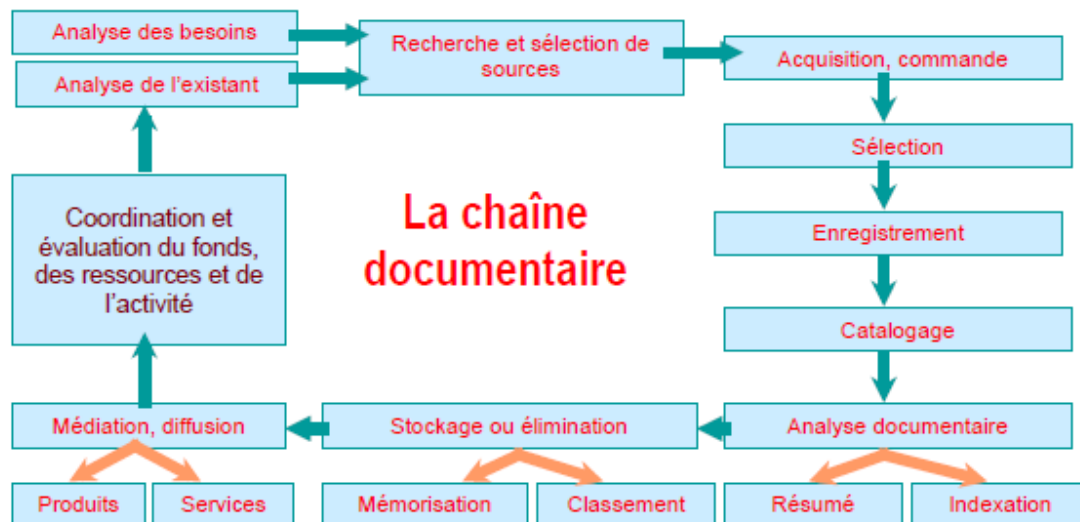 Analyse des besoins
Analyse de l'existant
Recherche et sélection de
sources
Acquisition, commande
Sélection
Enregistrement
Catalogage
Coordination et
évaluation du fonds,
des ressources et de
l'activité
La chaîne
documentaire
Médiation, diffusion
Stockage ou élimination
Analyse documentaire
Produits
Services
Mémorisation
Classement
Résumé
Indexation